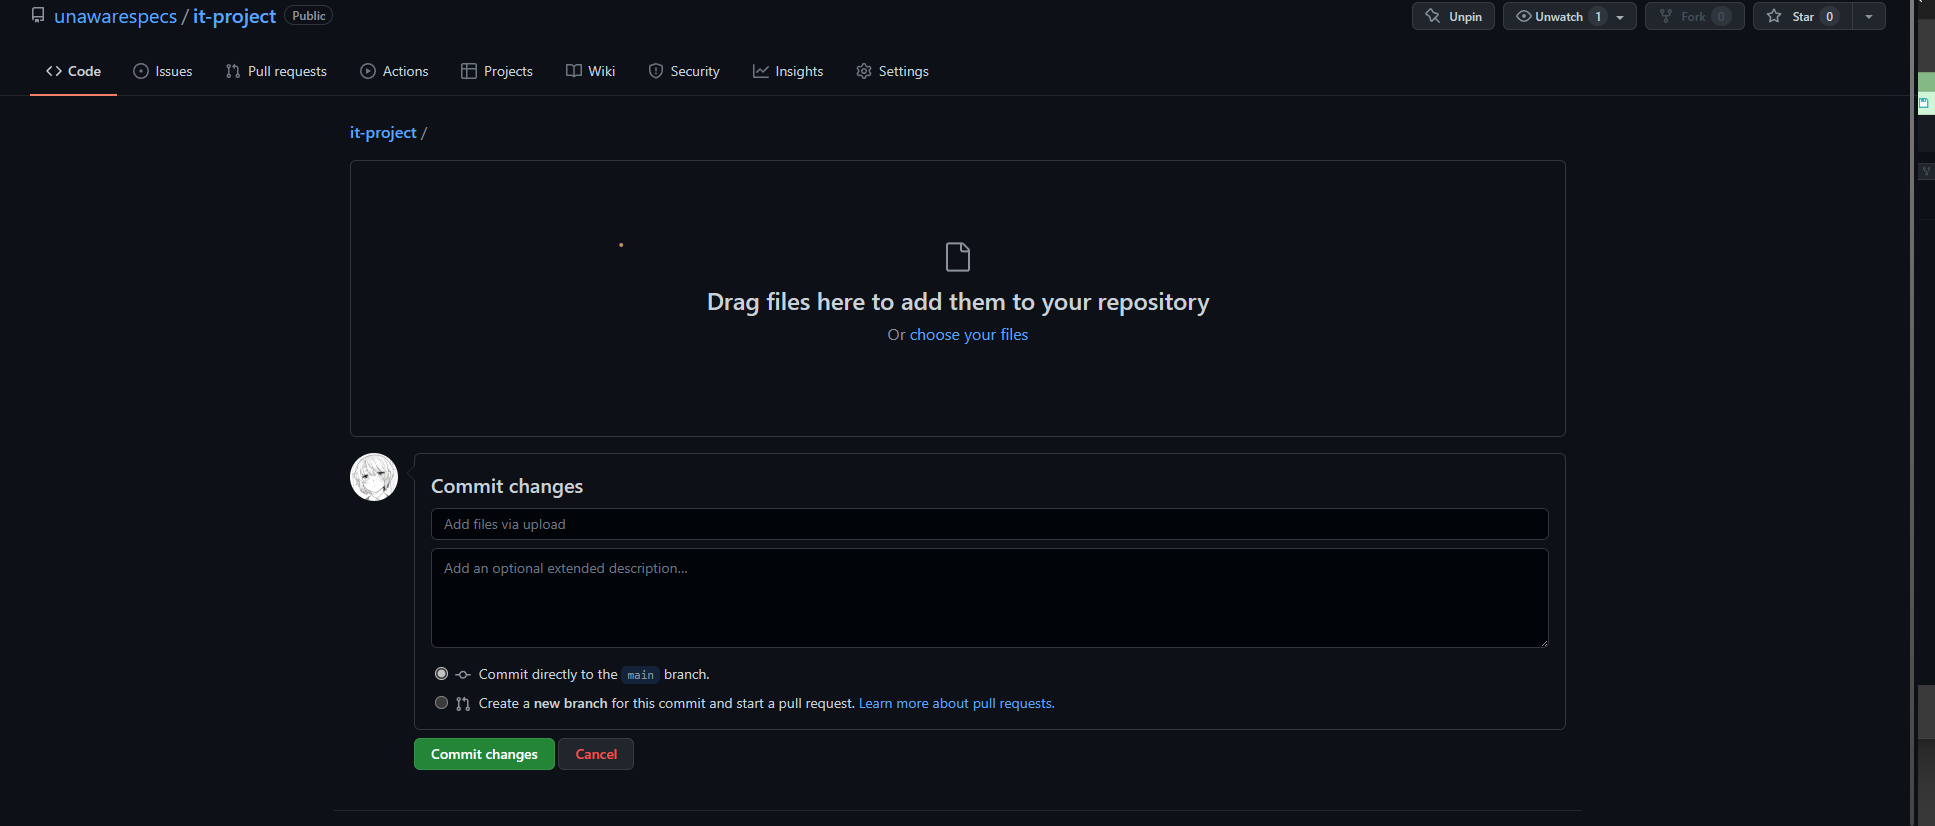 unawarespecs / it-project Public
Unpin Unwatch 1 Fork 0 Star 0
Code Issues Pull requests Actions Projects Wiki Security Insights Settings
it-project /
Drag files here to add them to your repository
Or choose your files
Commit changes
Add files via upload
Add an optional extended description...
Commit directly to the main branch.
Create a new branch for this commit and start a pull request. Learn more about pull requests.
Commit changes Cancel